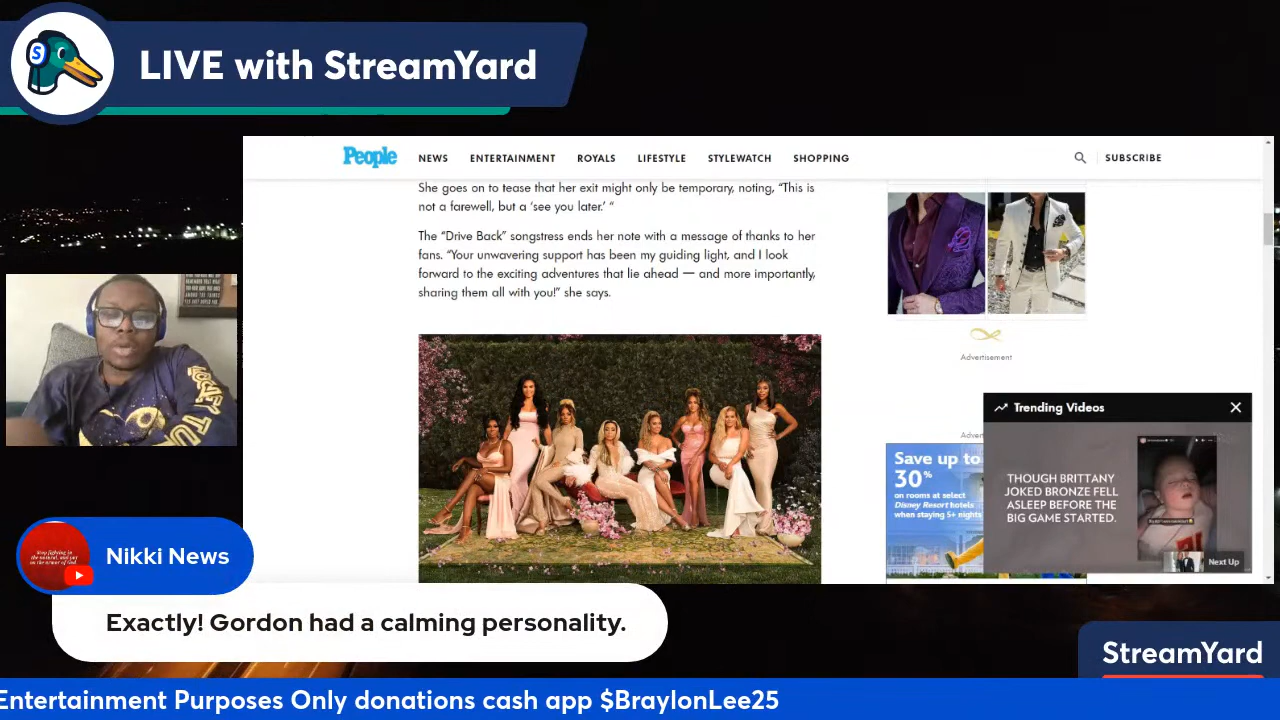 S
LIVE with StreamYard
People
NEWS
ENTERTAINMENT
ROYALS
LIFESTYLE
STYLEWATCH
SHOPPING
SUBSCRIBE
She goes on to tease that her exit might only be temporary, noting, “This is
not a farewell, but a ‘see you later.’ “
The “Drive Back” songstress ends her note with a message of thanks to her
fans. “Your unwavering support has been my guiding light, and I look
forward to the exciting adventures that lie ahead — and more importantly,
sharing them all with you!” she says.
Advertisement
Trending Videos
THOUGH BRITTANY
JOKED BRONZE FELL
ASLEEP BEFORE THE
BIG GAME STARTED.
Next Up
Save up to
30%
on rooms at select
Disney Resort hotels
when staying 5+ nights
Nikki News
Exactly! Gordon had a calming personality.
StreamYard
Entertainment Purposes Only donations cash app $BraylonLee25